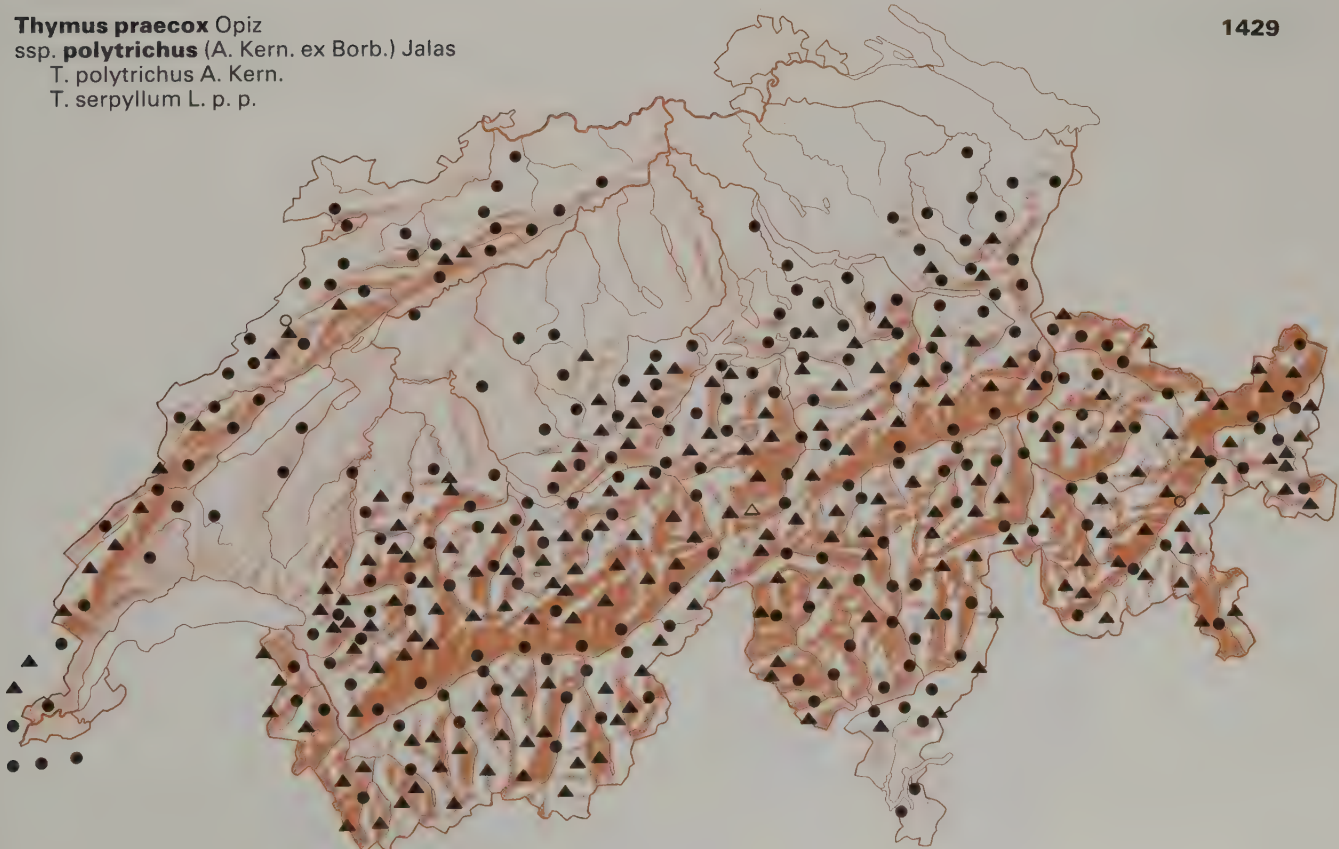 Thymus praecox Opiz
ssp. polytrichus (A. Kern. ex Borb.) Jalas
T. polytrichus A. Kern.
T. serpyllum L. p. p.
1429